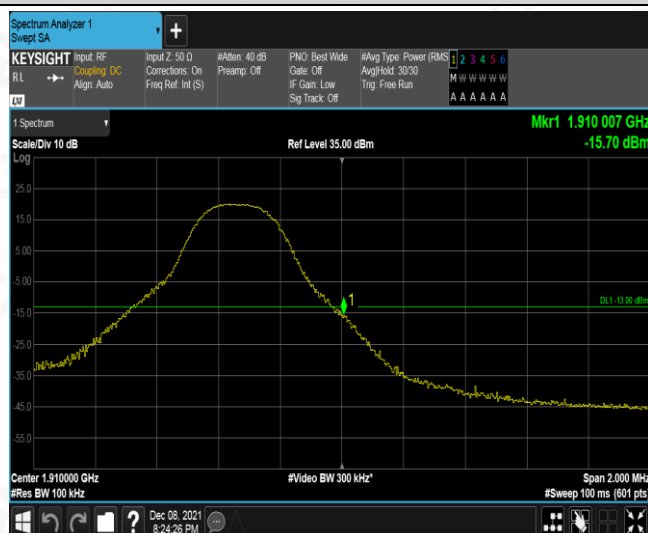 Spectrum Analyzer 1
Swept SA
KEYSIGHT
RL
Input: RF
Coupling: DC
Align: Auto
Input Z: 50 Ω
Corrections: On
Freq Ref: Int (S)
#Atten: 40 dB
Preamp: Off
PNO: Best Wide
Gate: Off
IF Gain: Low
Sig Track: Off
#Avg Type: Power (RMS
Avg|Hold: 30/30
Trig: Free Run
1 2 3 4 5 6
M W W W W W
A A A A A A
LXI
1 Spectrum
Mkr1 1.910 007 GHz
Scale/Div 10 dB
Ref Level 35.00 dBm
-15.70 dBm
Log
25.0
15.0
5.00
-5.00
1
DL1 -13.00 dBm
-15.0
-25.0
-35.0
-45.0
-55.0
Center 1.910000 GHz
#Video BW 300 kHz*
Span 2.000 MHz
#Res BW 100 kHz
#Sweep 100 ms (601 pts)
?
Dec 08, 2021
8:24:26 PM